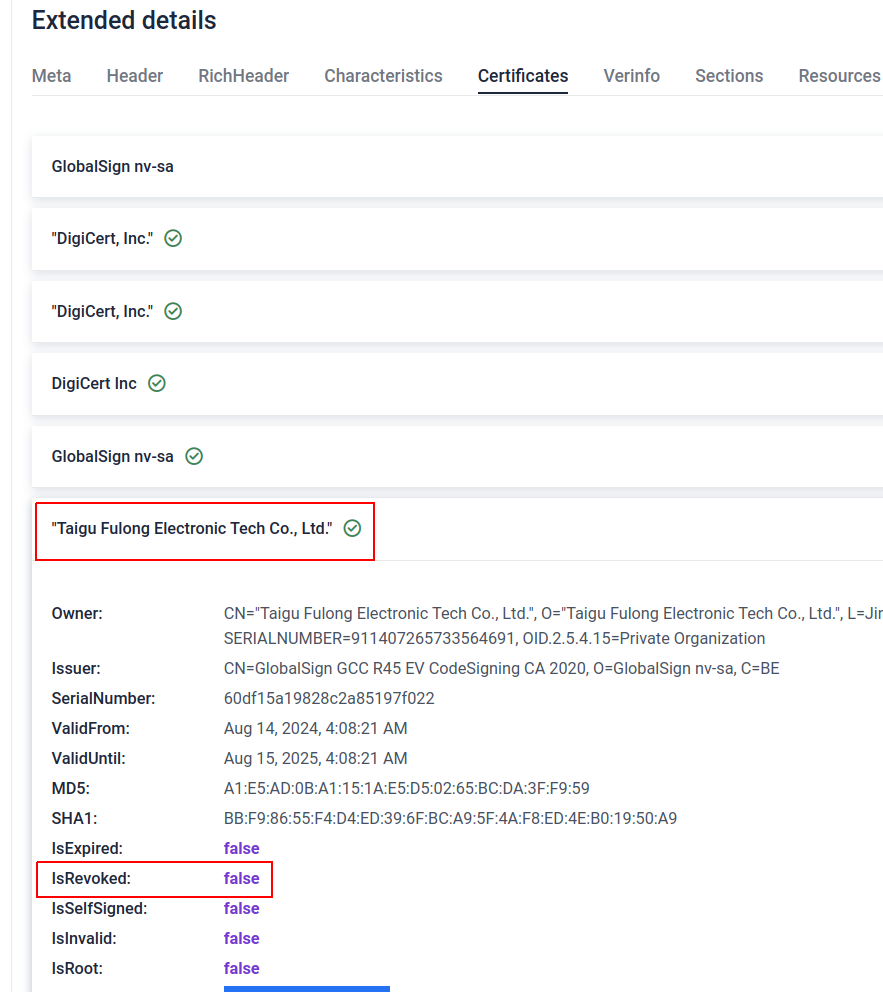 Extended details
Meta Header RichHeader Characteristics Certificates Verinfo Sections Resources
GlobalSign nv-sa
"DigiCert, Inc."
"DigiCert, Inc."
DigiCert Inc
GlobalSign nv-sa
"Taigu Fulong Electronic Tech Co., Ltd."
Owner: CN="Taigu Fulong Electronic Tech Co., Ltd.", O="Taigu Fulong Electronic Tech Co., Ltd.", L=Jin
SERIALNUMBER=911407265733564691, OID.2.5.4.15=Private Organization
Issuer: CN=GlobalSign GCC R45 EV CodeSigning CA 2020, O=GlobalSign nv-sa, C=BE
SerialNumber: 60df15a19828c2a85197f022
ValidFrom: Aug 14, 2024, 4:08:21 AM
ValidUntil: Aug 15, 2025, 4:08:21 AM
MD5: A1:E5:AD:0B:A1:15:1A:E5:D5:02:65:BC:DA:3F:F9:59
SHA1: BB:F9:86:55:F4:D4:ED:39:6F:BC:A9:5F:4A:F8:ED:4E:B0:19:50:A9
IsExpired: false
IsRevoked: false
IsSelfSigned: false
IsInvalid: false
IsRoot: false